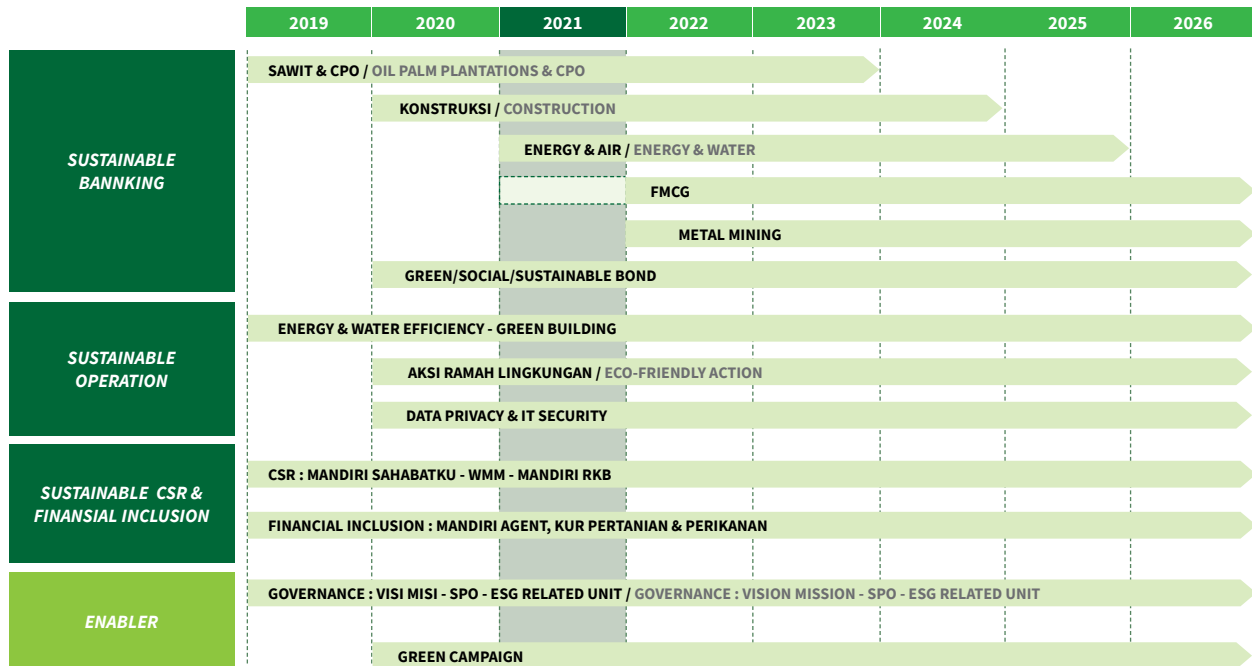 2019 2020 2021 2022 2023 2024 2025 2026
SUSTAINABLE
BANNKING
SAWIT & CPO / OIL PALM PLANTATIONS & CPO
KONSTRUKSI / CONSTRUCTION
ENERGY & AIR / ENERGY & WATER
FMCG
METAL MINING
GREEN/SOCIAL/SUSTAINABLE BOND
SUSTAINABLE
OPERATION
ENERGY & WATER EFFICIENCY - GREEN BUILDING
AKSI RAMAH LINGKUNGAN / ECO-FRIENDLY ACTION
DATA PRIVACY & IT SECURITY
SUSTAINABLE CSR &
FINANSIAL INCLUSION
CSR : MANDIRI SAHABATKU - WMM - MANDIRI RKB
FINANCIAL INCLUSION : MANDIRI AGENT, KUR PERTANIAN & PERIKANAN
ENABLER
GOVERNANCE : VISI MISI - SPO - ESG RELATED UNIT / GOVERNANCE : VISION MISSION - SPO - ESG RELATED UNIT
GREEN CAMPAIGN